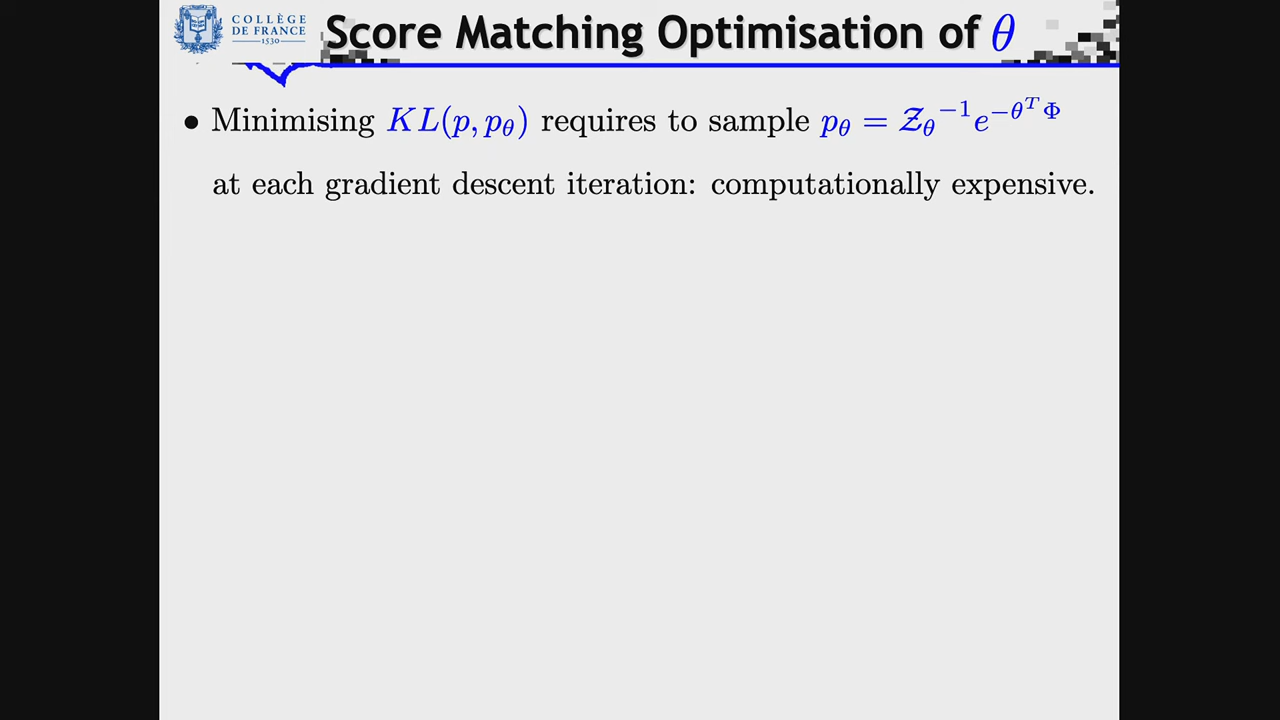 COLLÈGE
DE FRANCE
1530
Score Matching Optimisation of θ
• Minimising KL(p, p_θ) requires to sample p_θ = Z_θ^{-1} e^{-θ^T Φ}
at each gradient descent iteration: computationally expensive.